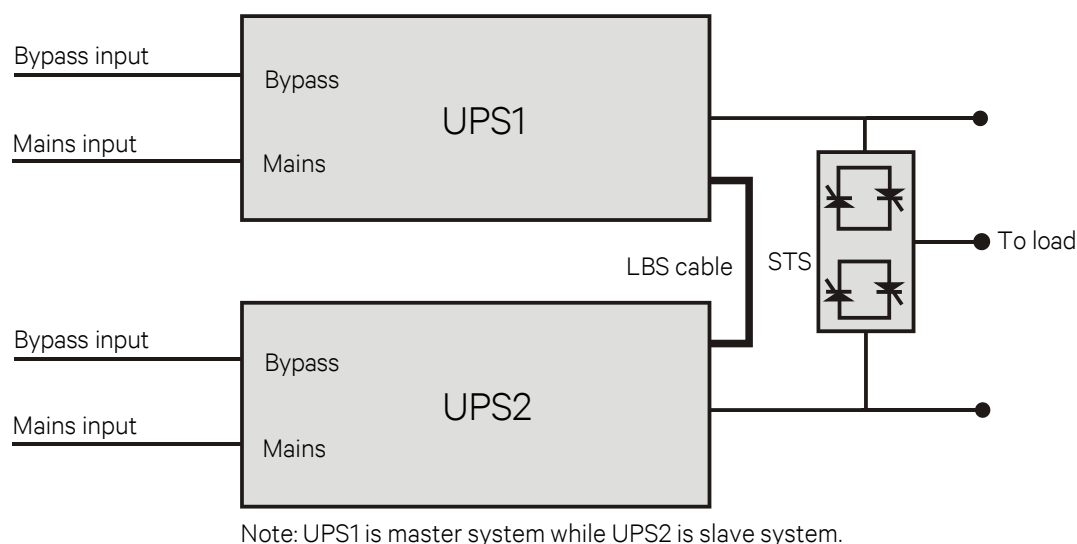 Bypass input
Bypass
UPS1
Mains input
Mains
LBS cable
STS
To load
Bypass input
Bypass
UPS2
Mains input
Mains
Note: UPS1 is master system while UPS2 is slave system.